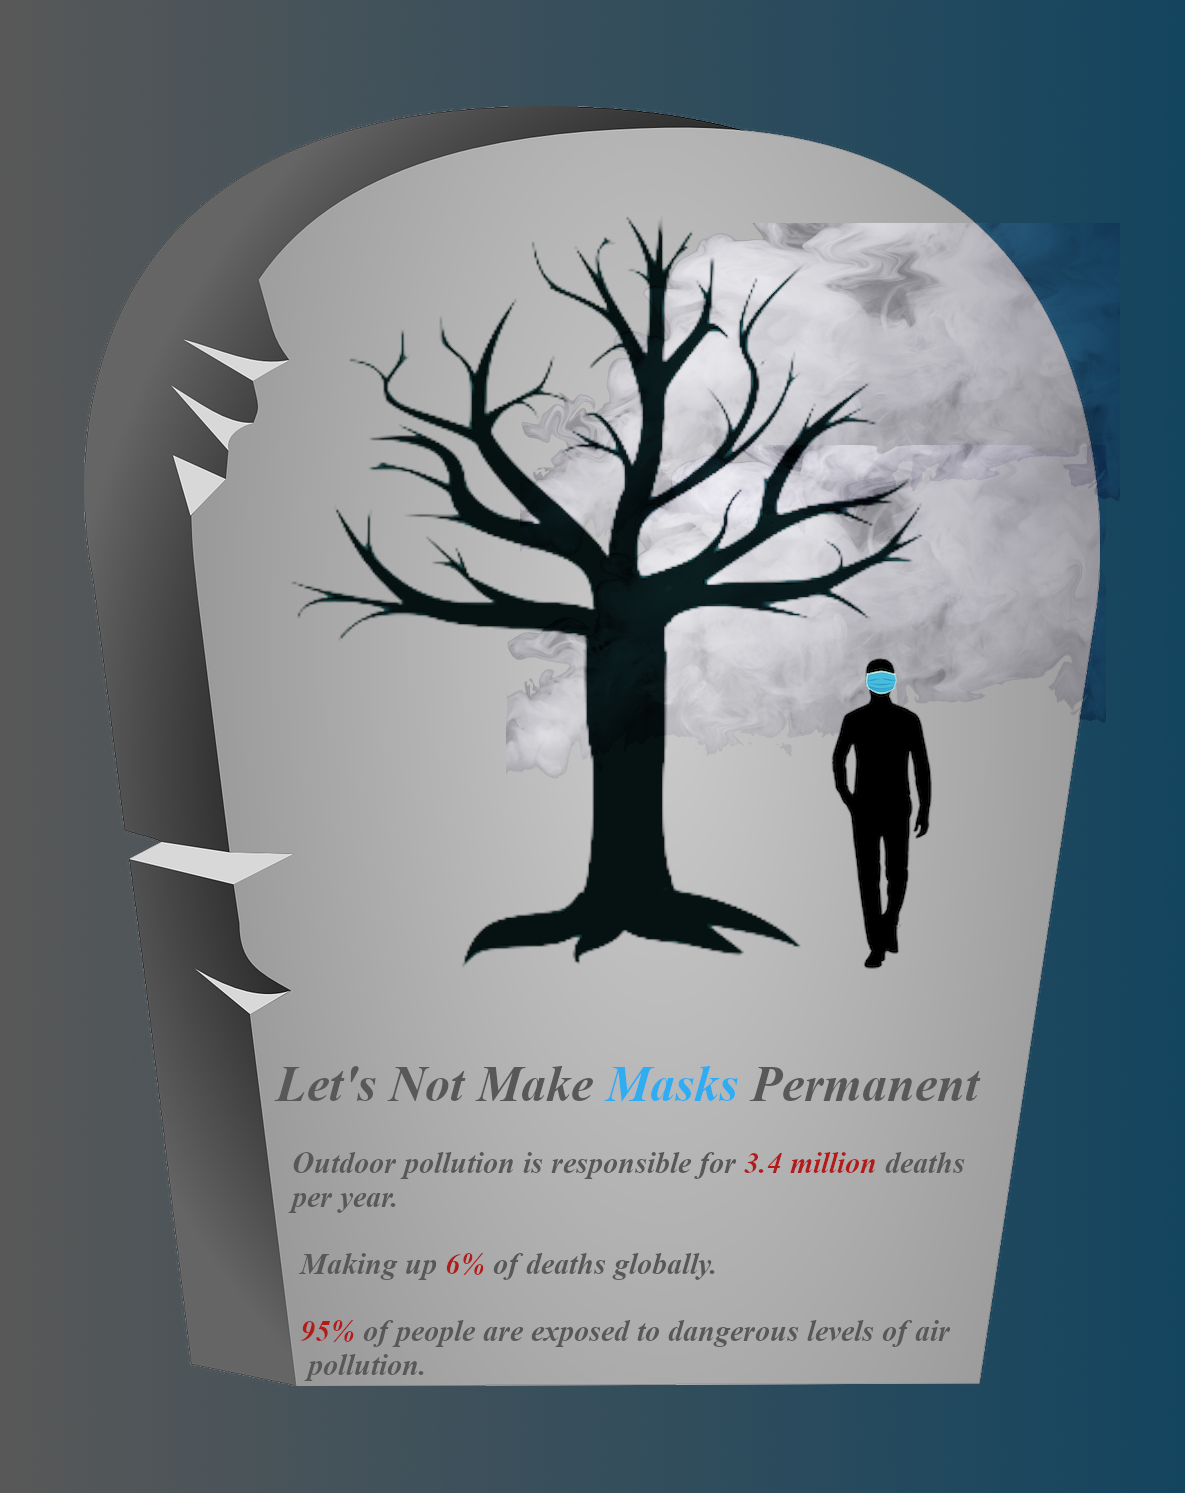 Let's Not Make Masks Permanent
Outdoor pollution is responsible for 3.4 million deaths
per year.
Making up 6% of deaths globally.
95% of people are exposed to dangerous levels of air
pollution.